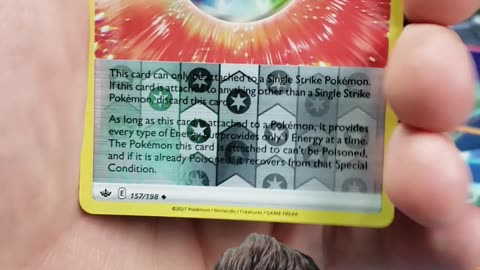 This card can only be attached to a Single Strike Pokémon.
If this card is attached to anything other than a Single Strike
Pokémon, discard this card.
As long as this card is attached to a Pokémon, it provides
every type of Energy but provides only 1 Energy at a time.
The Pokémon this card is attached to can't be Poisoned,
and if it is already Poisoned, it recovers from that Special
Condition.
E 157/198
©2021 Pokémon / Nintendo / Creatures / GAME FREAK